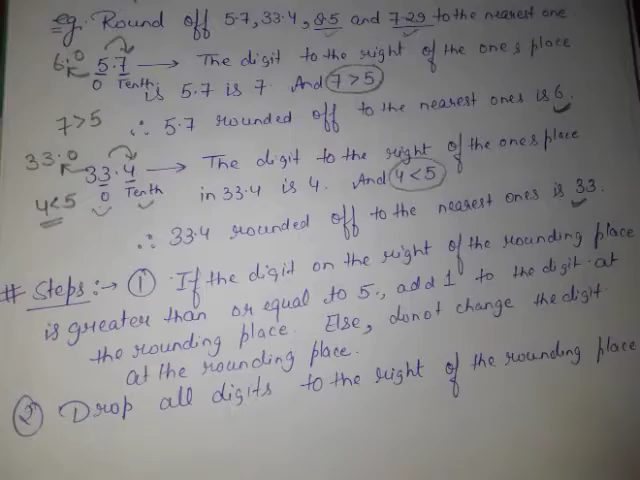 eg. Round off 5.7, 33.4, 8.5 and 7.29 to the nearest one
6.0 5.7 → The digit to the right of the ones place
O Tenth is 5.7 is 7. And 7>5
7>5 ∴ 5.7 rounded off to the nearest ones is 6.
33.0 33.4 → The digit to the right of the ones place
4<5 O Tenth in 33.4 is 4. And 4<5
∴ 33.4 rounded off to the nearest ones is 33.
# Steps:→ ① If the digit on the right of the rounding place
is greater than or equal to 5, add 1 to the digit at
the rounding place. Else, do not change the digit
at the rounding place.
② Drop all digits to the right of the rounding place